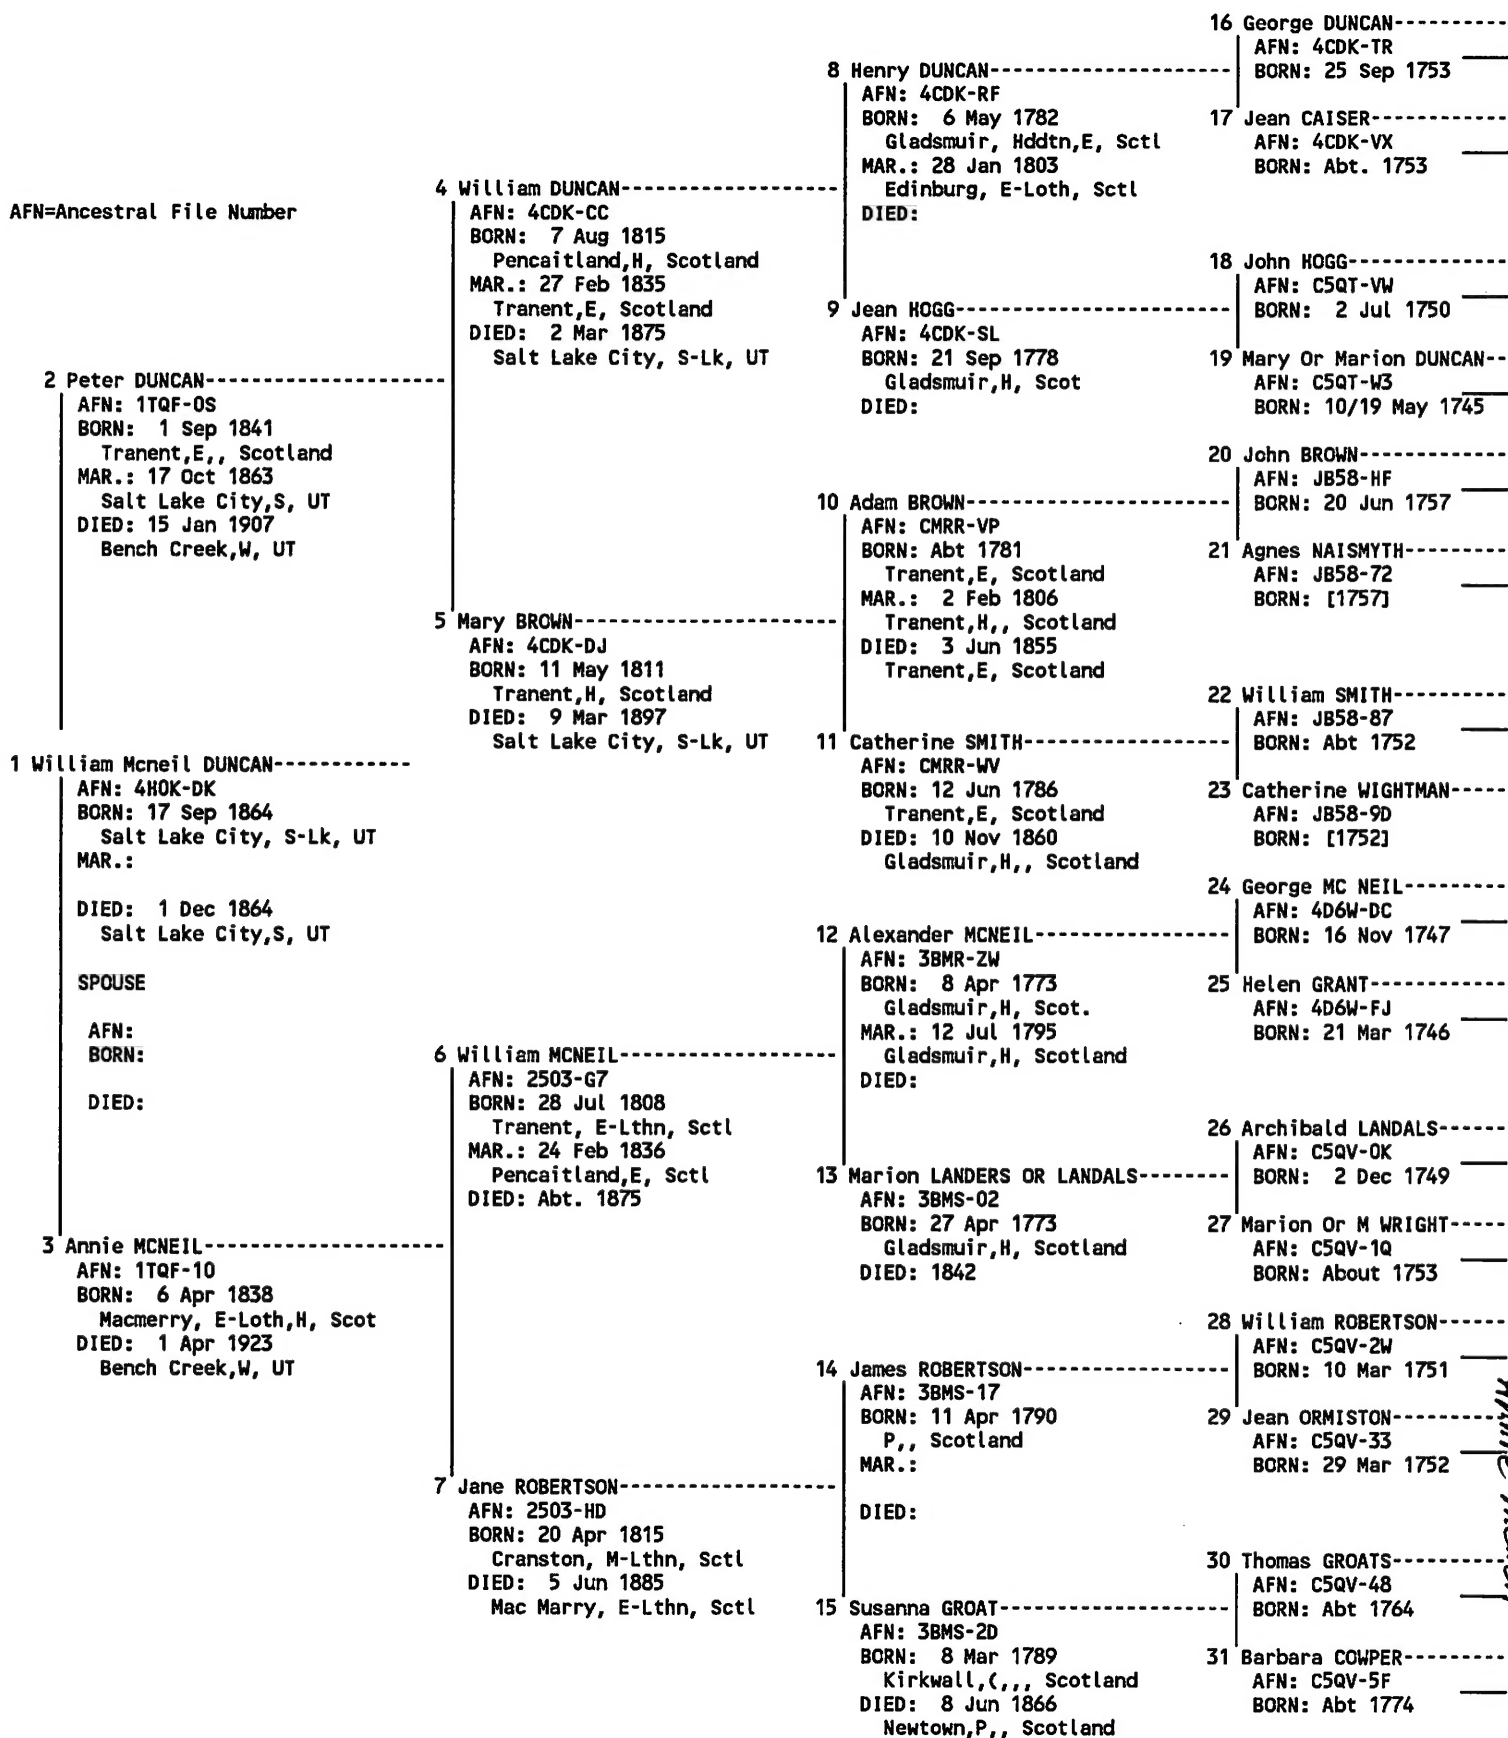 AFN=Ancestral File Number
1 William Mcneil DUNCAN------------
AFN: 4HOK-DK
BORN: 17 Sep 1864
Salt Lake City, S-Lk, UT
MAR.:
DIED: 1 Dec 1864
Salt Lake City,S, UT
SPOUSE
AFN:
BORN:
DIED:
2 Peter DUNCAN---------------------
AFN: 1TQF-0S
BORN: 1 Sep 1841
Tranent,E,, Scotland
MAR.: 17 Oct 1863
Salt Lake City,S, UT
DIED: 15 Jan 1907
Bench Creek,W, UT
3 Annie MCNEIL---------------------
AFN: 1TQF-10
BORN: 6 Apr 1838
Macmerry, E-Loth,H, Scot
DIED: 1 Apr 1923
Bench Creek,W, UT
4 William DUNCAN-------------------
AFN: 4CDK-CC
BORN: 7 Aug 1815
Pencaitland,H, Scotland
MAR.: 27 Feb 1835
Tranent,E, Scotland
DIED: 2 Mar 1875
Salt Lake City, S-Lk, UT
5 Mary BROWN---------------------
AFN: 4CDK-DJ
BORN: 11 May 1811
Tranent,H, Scotland
DIED: 9 Mar 1897
Salt Lake City, S-Lk, UT
6 William MCNEIL-------------------
AFN: 2503-G7
BORN: 28 Jul 1808
Tranent, E-Lthn, Sctl
MAR.: 24 Feb 1836
Pencaitland,E, Sctl
DIED: Abt. 1875
7 Jane ROBERTSON-------------------
AFN: 2503-HD
BORN: 20 Apr 1815
Cranston, M-Lthn, Sctl
DIED: 5 Jun 1885
Mac Marry, E-Lthn, Sctl
8 Henry DUNCAN---------------------
AFN: 4CDK-RF
BORN: 6 May 1782
Gladsmuir, Hddtn,E, Sctl
MAR.: 28 Jan 1803
Edinburg, E-Loth, Sctl
DIED:
9 Jean HOGG------------------------
AFN: 4CDK-SL
BORN: 21 Sep 1778
Gladsmuir,H, Scot
DIED:
10 Adam BROWN-----------------------
AFN: CMRR-VP
BORN: Abt 1781
Tranent,E, Scotland
MAR.: 2 Feb 1806
Tranent,H,, Scotland
DIED: 3 Jun 1855
Tranent,E, Scotland
11 Catherine SMITH------------------
AFN: CMRR-WV
BORN: 12 Jun 1786
Tranent,E, Scotland
DIED: 10 Nov 1860
Gladsmuir,H,, Scotland
12 Alexander MCNEIL-----------------
AFN: 3BMR-ZW
BORN: 8 Apr 1773
Gladsmuir,H, Scot.
MAR.: 12 Jul 1795
Gladsmuir,H, Scotland
DIED:
13 Marion LANDERS OR LANDALS--------
AFN: 3BMS-02
BORN: 27 Apr 1773
Gladsmuir,H, Scotland
DIED: 1842
14 James ROBERTSON------------------
AFN: 3BMS-17
BORN: 11 Apr 1790
P,, Scotland
MAR.:
DIED:
15 Susanna GROAT--------------------
AFN: 3BMS-2D
BORN: 8 Mar 1789
Kirkwall,(,,, Scotland
DIED: 8 Jun 1866
Newtown,P,, Scotland
16 George DUNCAN----------
AFN: 4CDK-TR
BORN: 25 Sep 1753
17 Jean CAISER------------
AFN: 4CDK-VX
BORN: Abt. 1753
18 John HOGG--------------
AFN: C5QT-VW
BORN: 2 Jul 1750
19 Mary Or Marion DUNCAN--
AFN: C5QT-W3
BORN: 10/19 May 1745
20 John BROWN-------------
AFN: JB58-HF
BORN: 20 Jun 1757
21 Agnes NAISMYTH---------
AFN: JB58-72
BORN: [1757]
22 William SMITH----------
AFN: JB58-87
BORN: Abt 1752
23 Catherine WIGHTMAN-----
AFN: JB58-9D
BORN: [1752]
24 George MC NEIL---------
AFN: 4D6W-DC
BORN: 16 Nov 1747
25 Helen GRANT------------
AFN: 4D6W-FJ
BORN: 21 Mar 1746
26 Archibald LANDALS------
AFN: C5QV-0K
BORN: 2 Dec 1749
27 Marion Or M WRIGHT-----
AFN: C5QV-1Q
BORN: About 1753
28 William ROBERTSON------
AFN: C5QV-2W
BORN: 10 Mar 1751
29 Jean ORMISTON----------
AFN: C5QV-33
BORN: 29 Mar 1752
30 Thomas GROATS----------
AFN: C5QV-48
BORN: Abt 1764
31 Barbara COWPER---------
AFN: C5QV-5F
BORN: Abt 1774